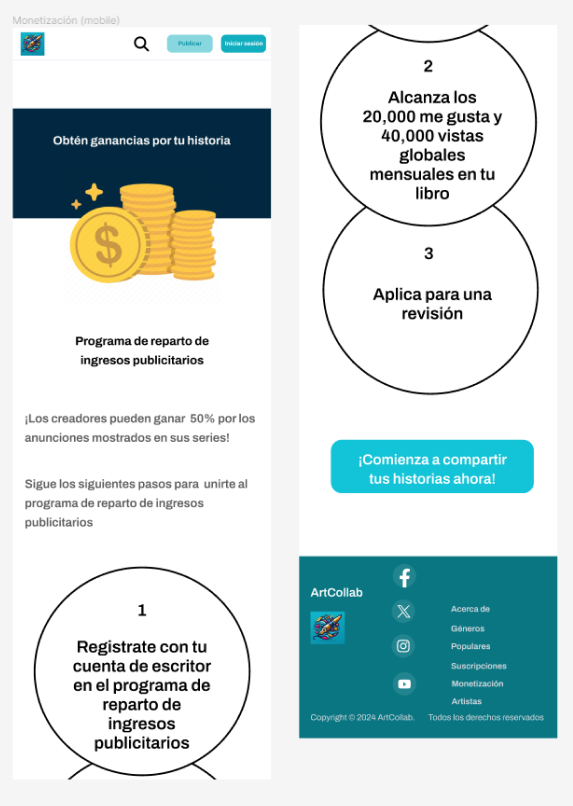 Monetización (mobile)
Publicar
Iniciar sesión
Obtén ganancias por tu historia
$
Programa de reparto de
ingresos publicitarios
¡Los creadores pueden ganar 50% por los
anunciones mostrados en sus series!
Sigue los siguientes pasos para unirte al
programa de reparto de ingresos
publicitarios
1
Registrate con tu
cuenta de escritor
en el programa de
reparto de
ingresos
publicitarios
2
Alcanza los
20,000 me gusta y
40,000 vistas
globales
mensuales en tu
libro
3
Aplica para una
revisión
¡Comienza a compartir
tus historias ahora!
ArtCollab
Acerca de
Géneros
Populares
Suscripciones
Monetización
Artistas
Copyright © 2024 ArtCollab. Todos los derechos reservados